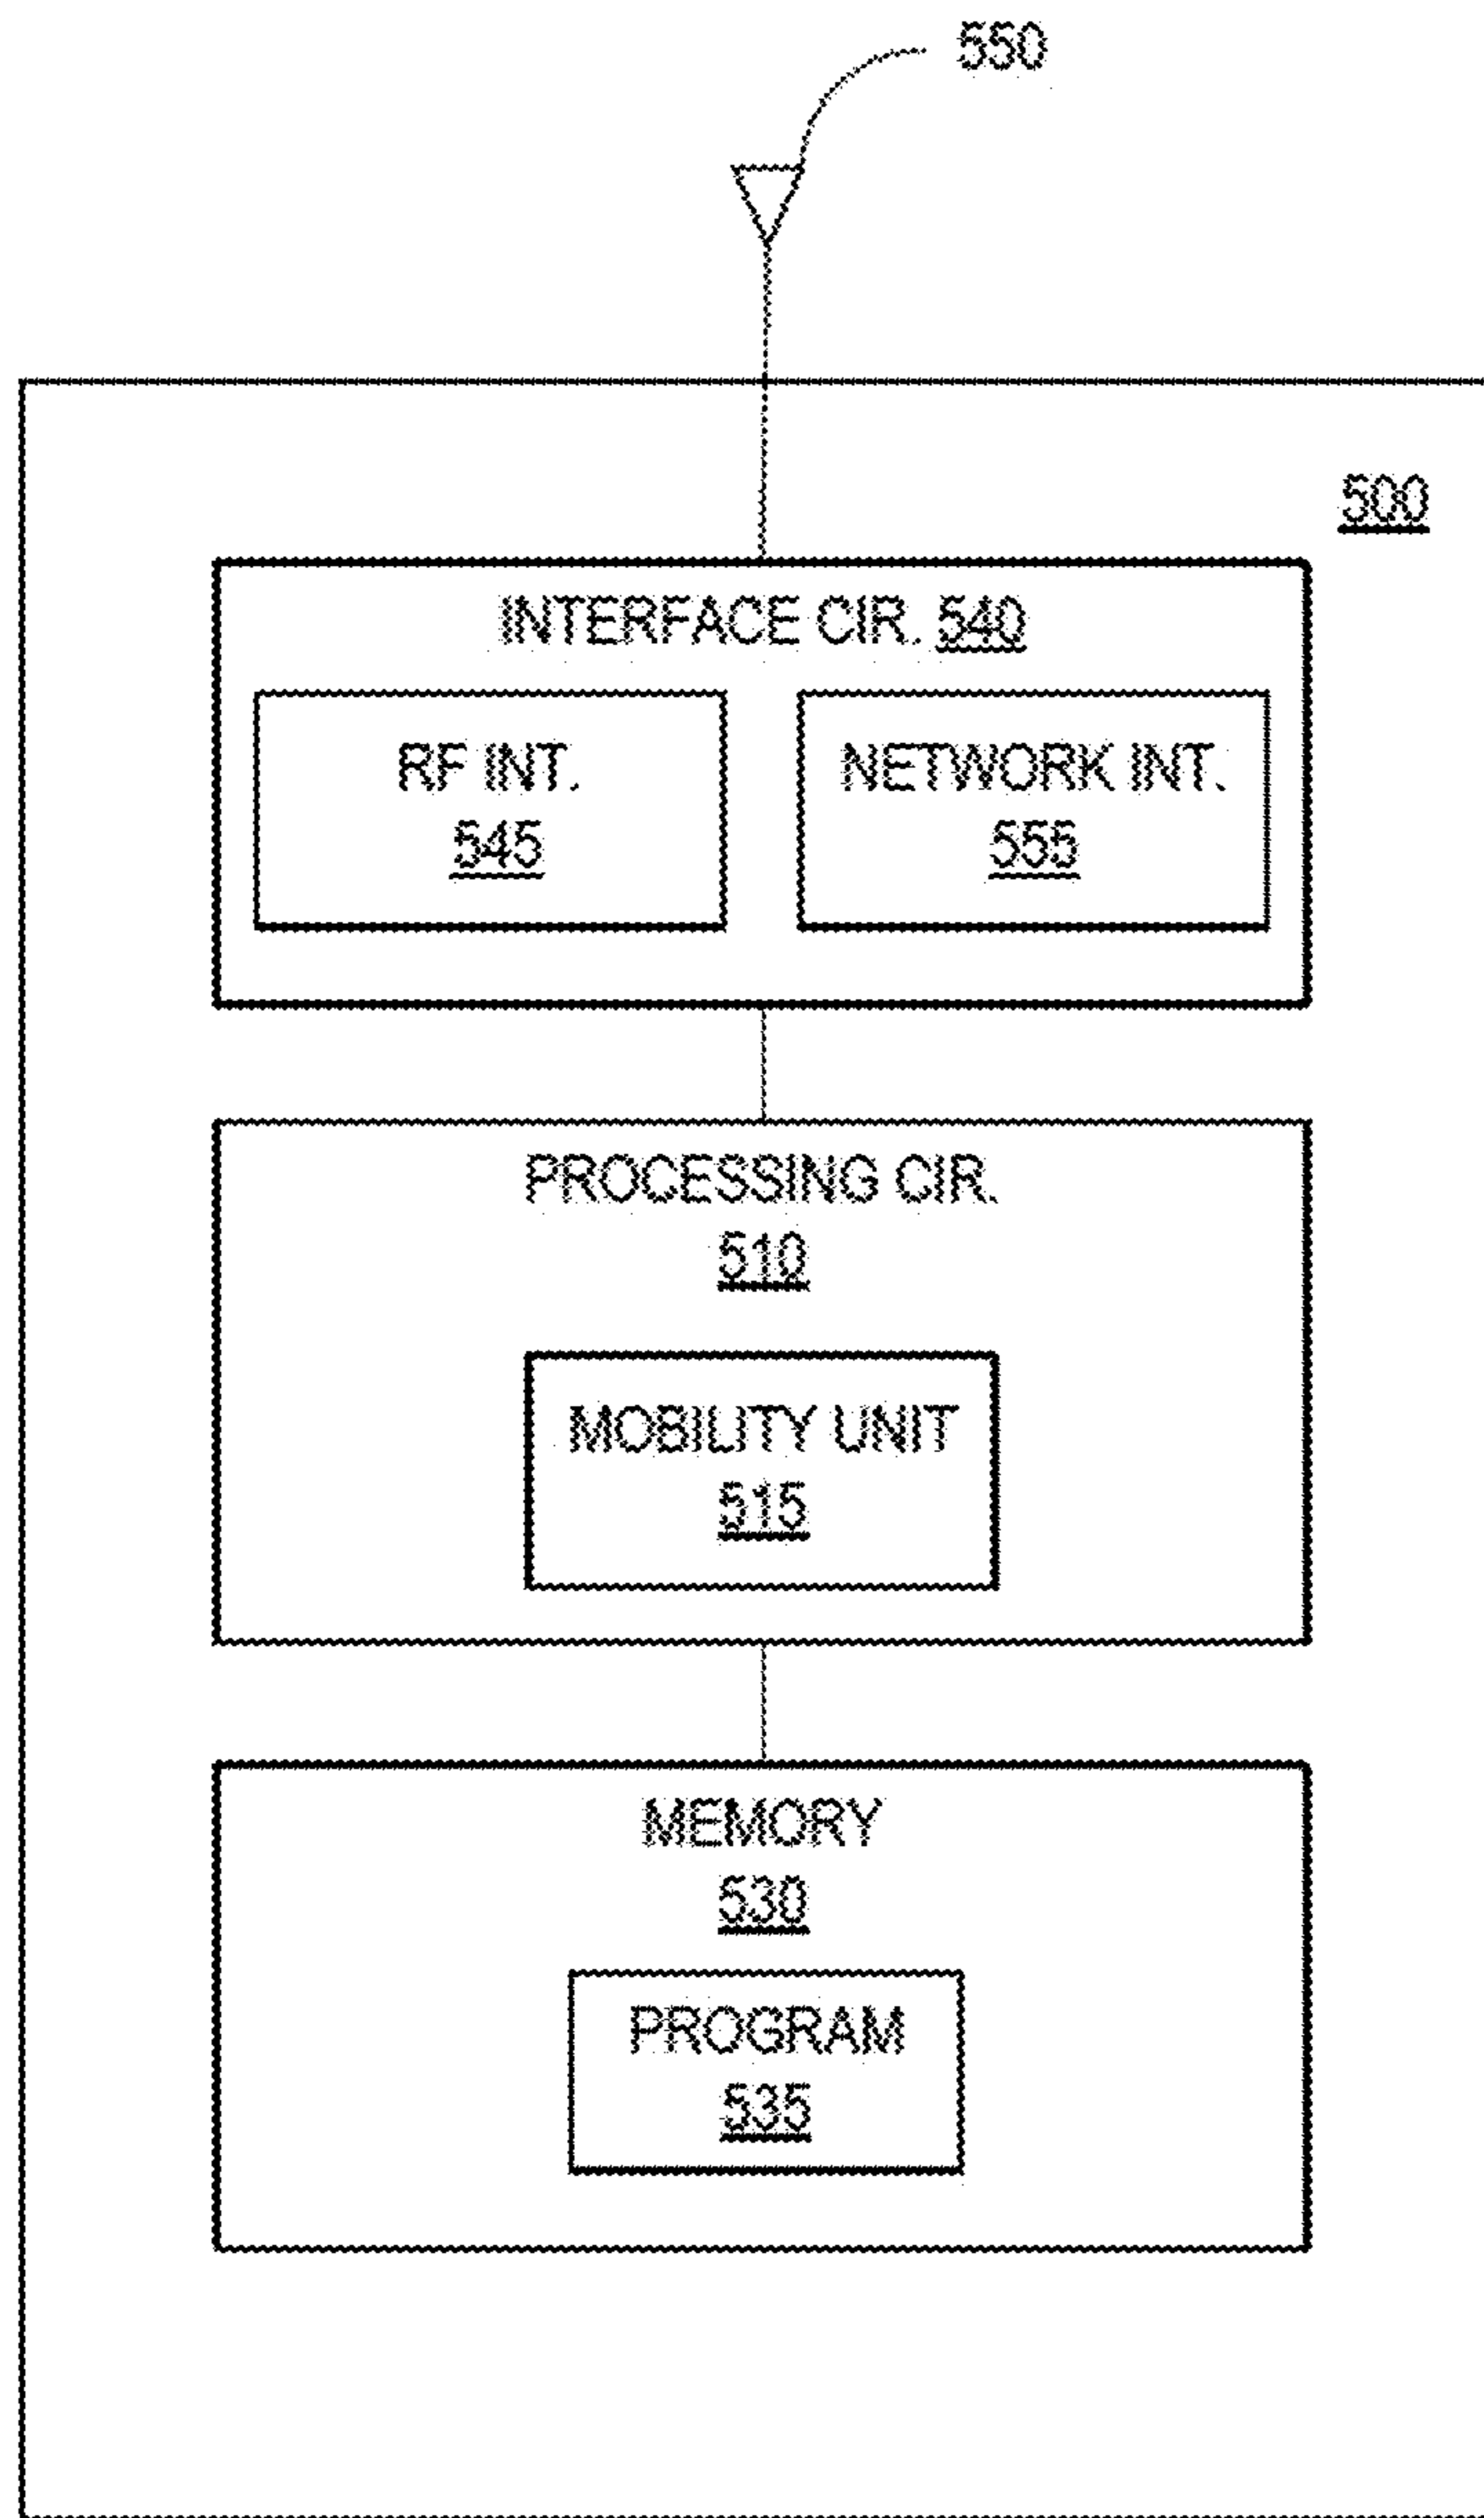 550
500
INTERFACE CIR. 540
RF INT.
545
NETWORK INT.
555
PROCESSING CIR.
510
MOBILITY UNIT
515
MEMORY
530
PROGRAM
535